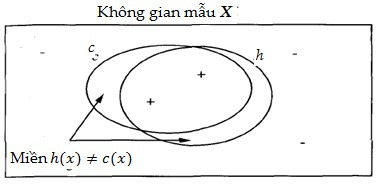 Không gian mẫu X
c
h
- -
+
+
-
Miền h(x) ≠ c(x)
-